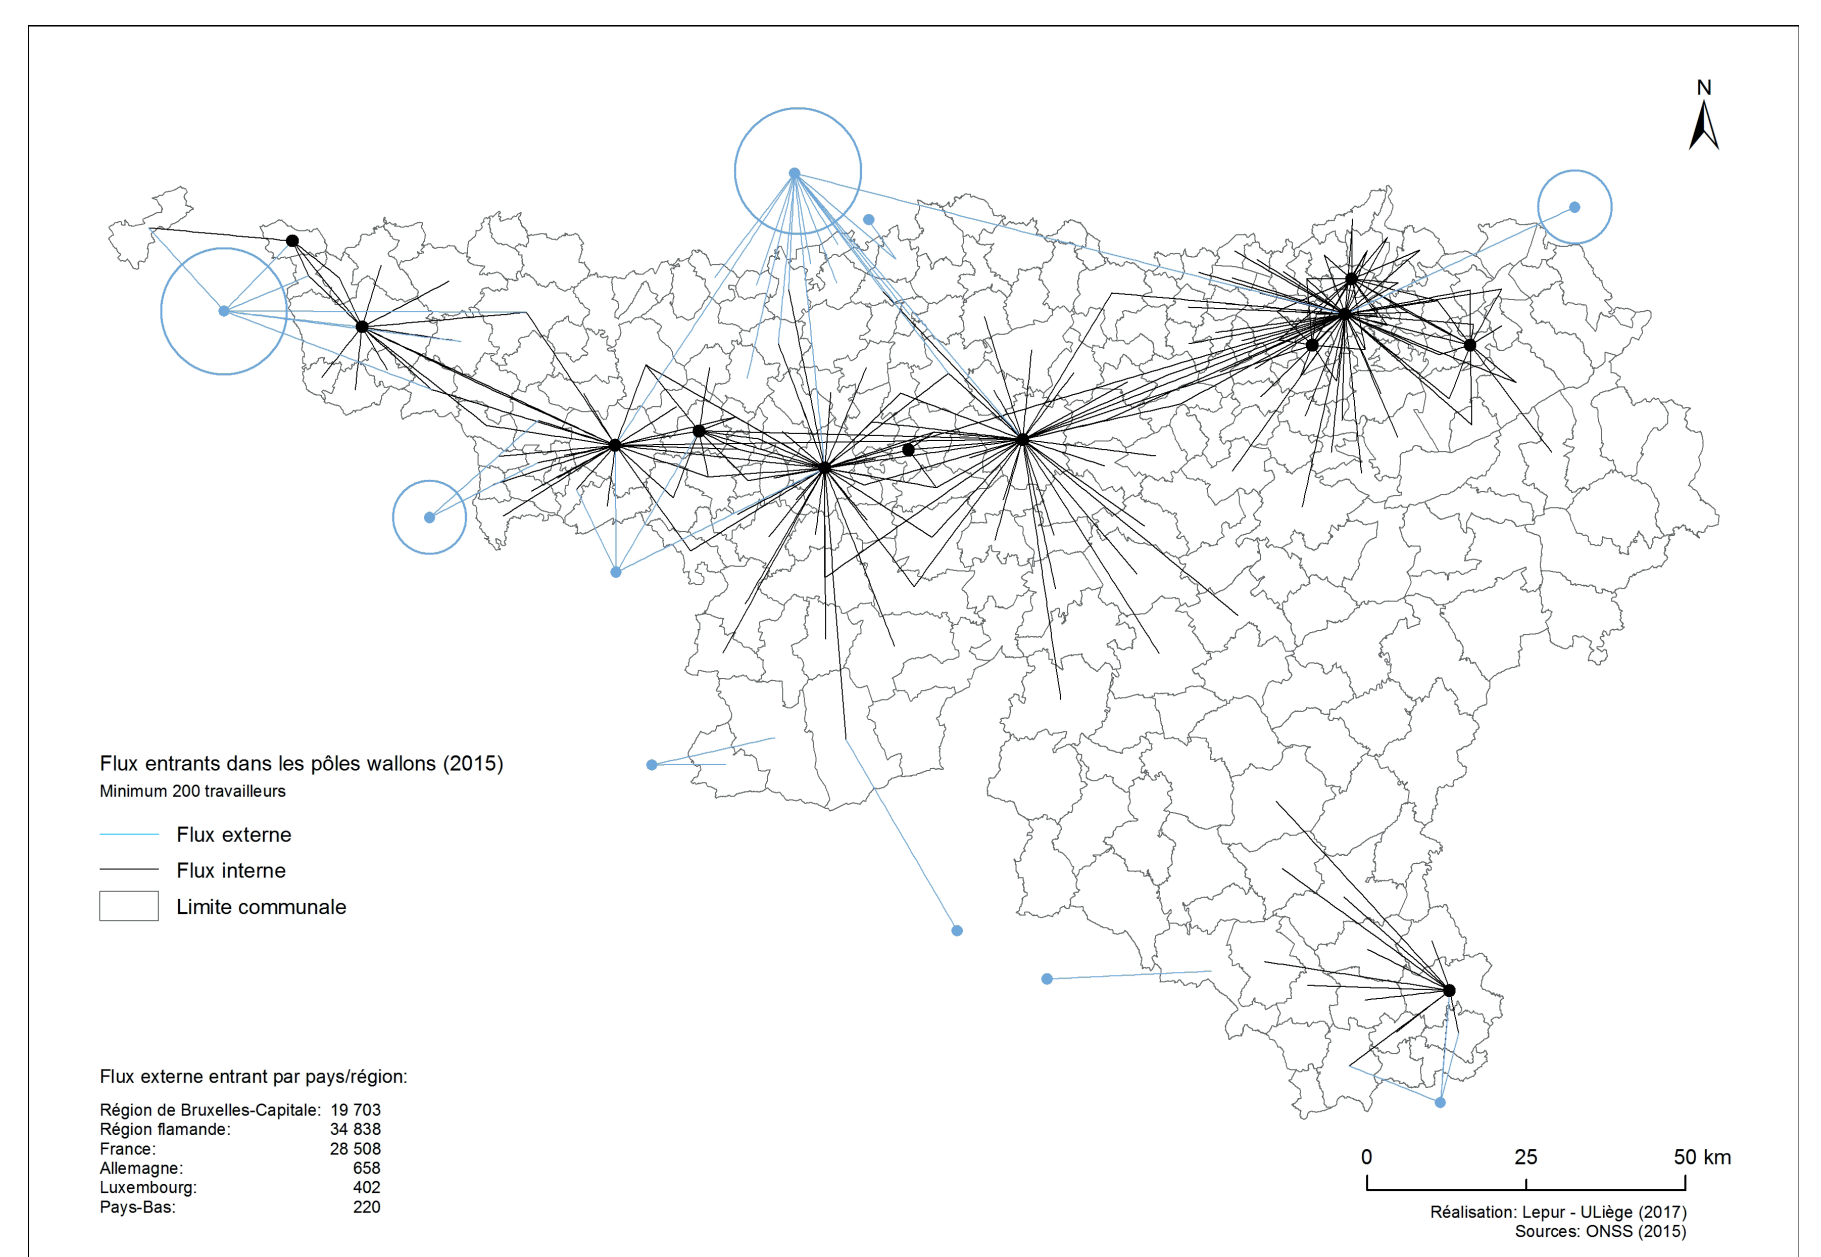 N
Flux entrants dans les pôles wallons (2015)
Minimum 200 travailleurs
Flux externe
Flux interne
Limite communale
Flux externe entrant par pays/région:
Région de Bruxelles-Capitale: 19 703
Région flamande: 34 838
France: 28 508
Allemagne: 658
Luxembourg: 402
Pays-Bas: 220
0 25 50 km
Réalisation: Lepur - ULiège (2017)
Sources: ONSS (2015)